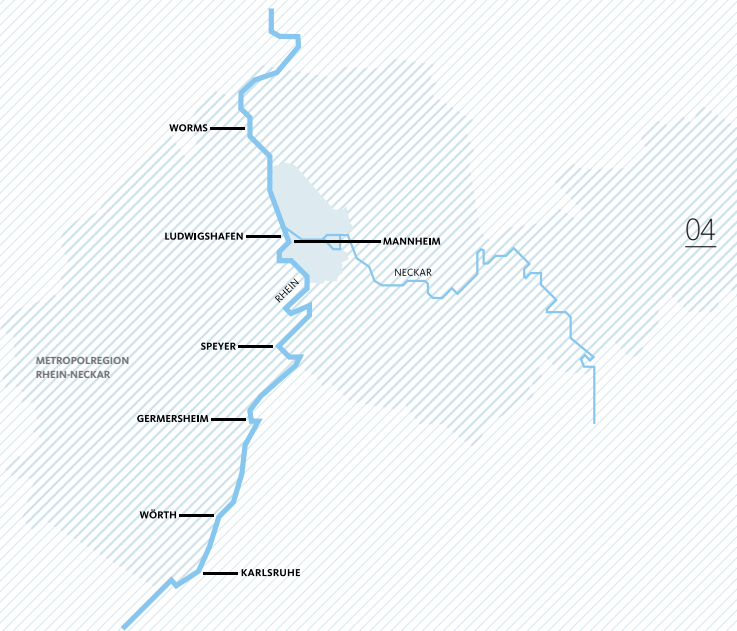 WORMS
04
LUDWIGSHAFEN
MANNHEIM
NECKAR
RHEIN
SPEYER
METROPOLREGION
RHEIN-NECKAR
GERMERSHEIM
WÖRTH
KARLSRUHE